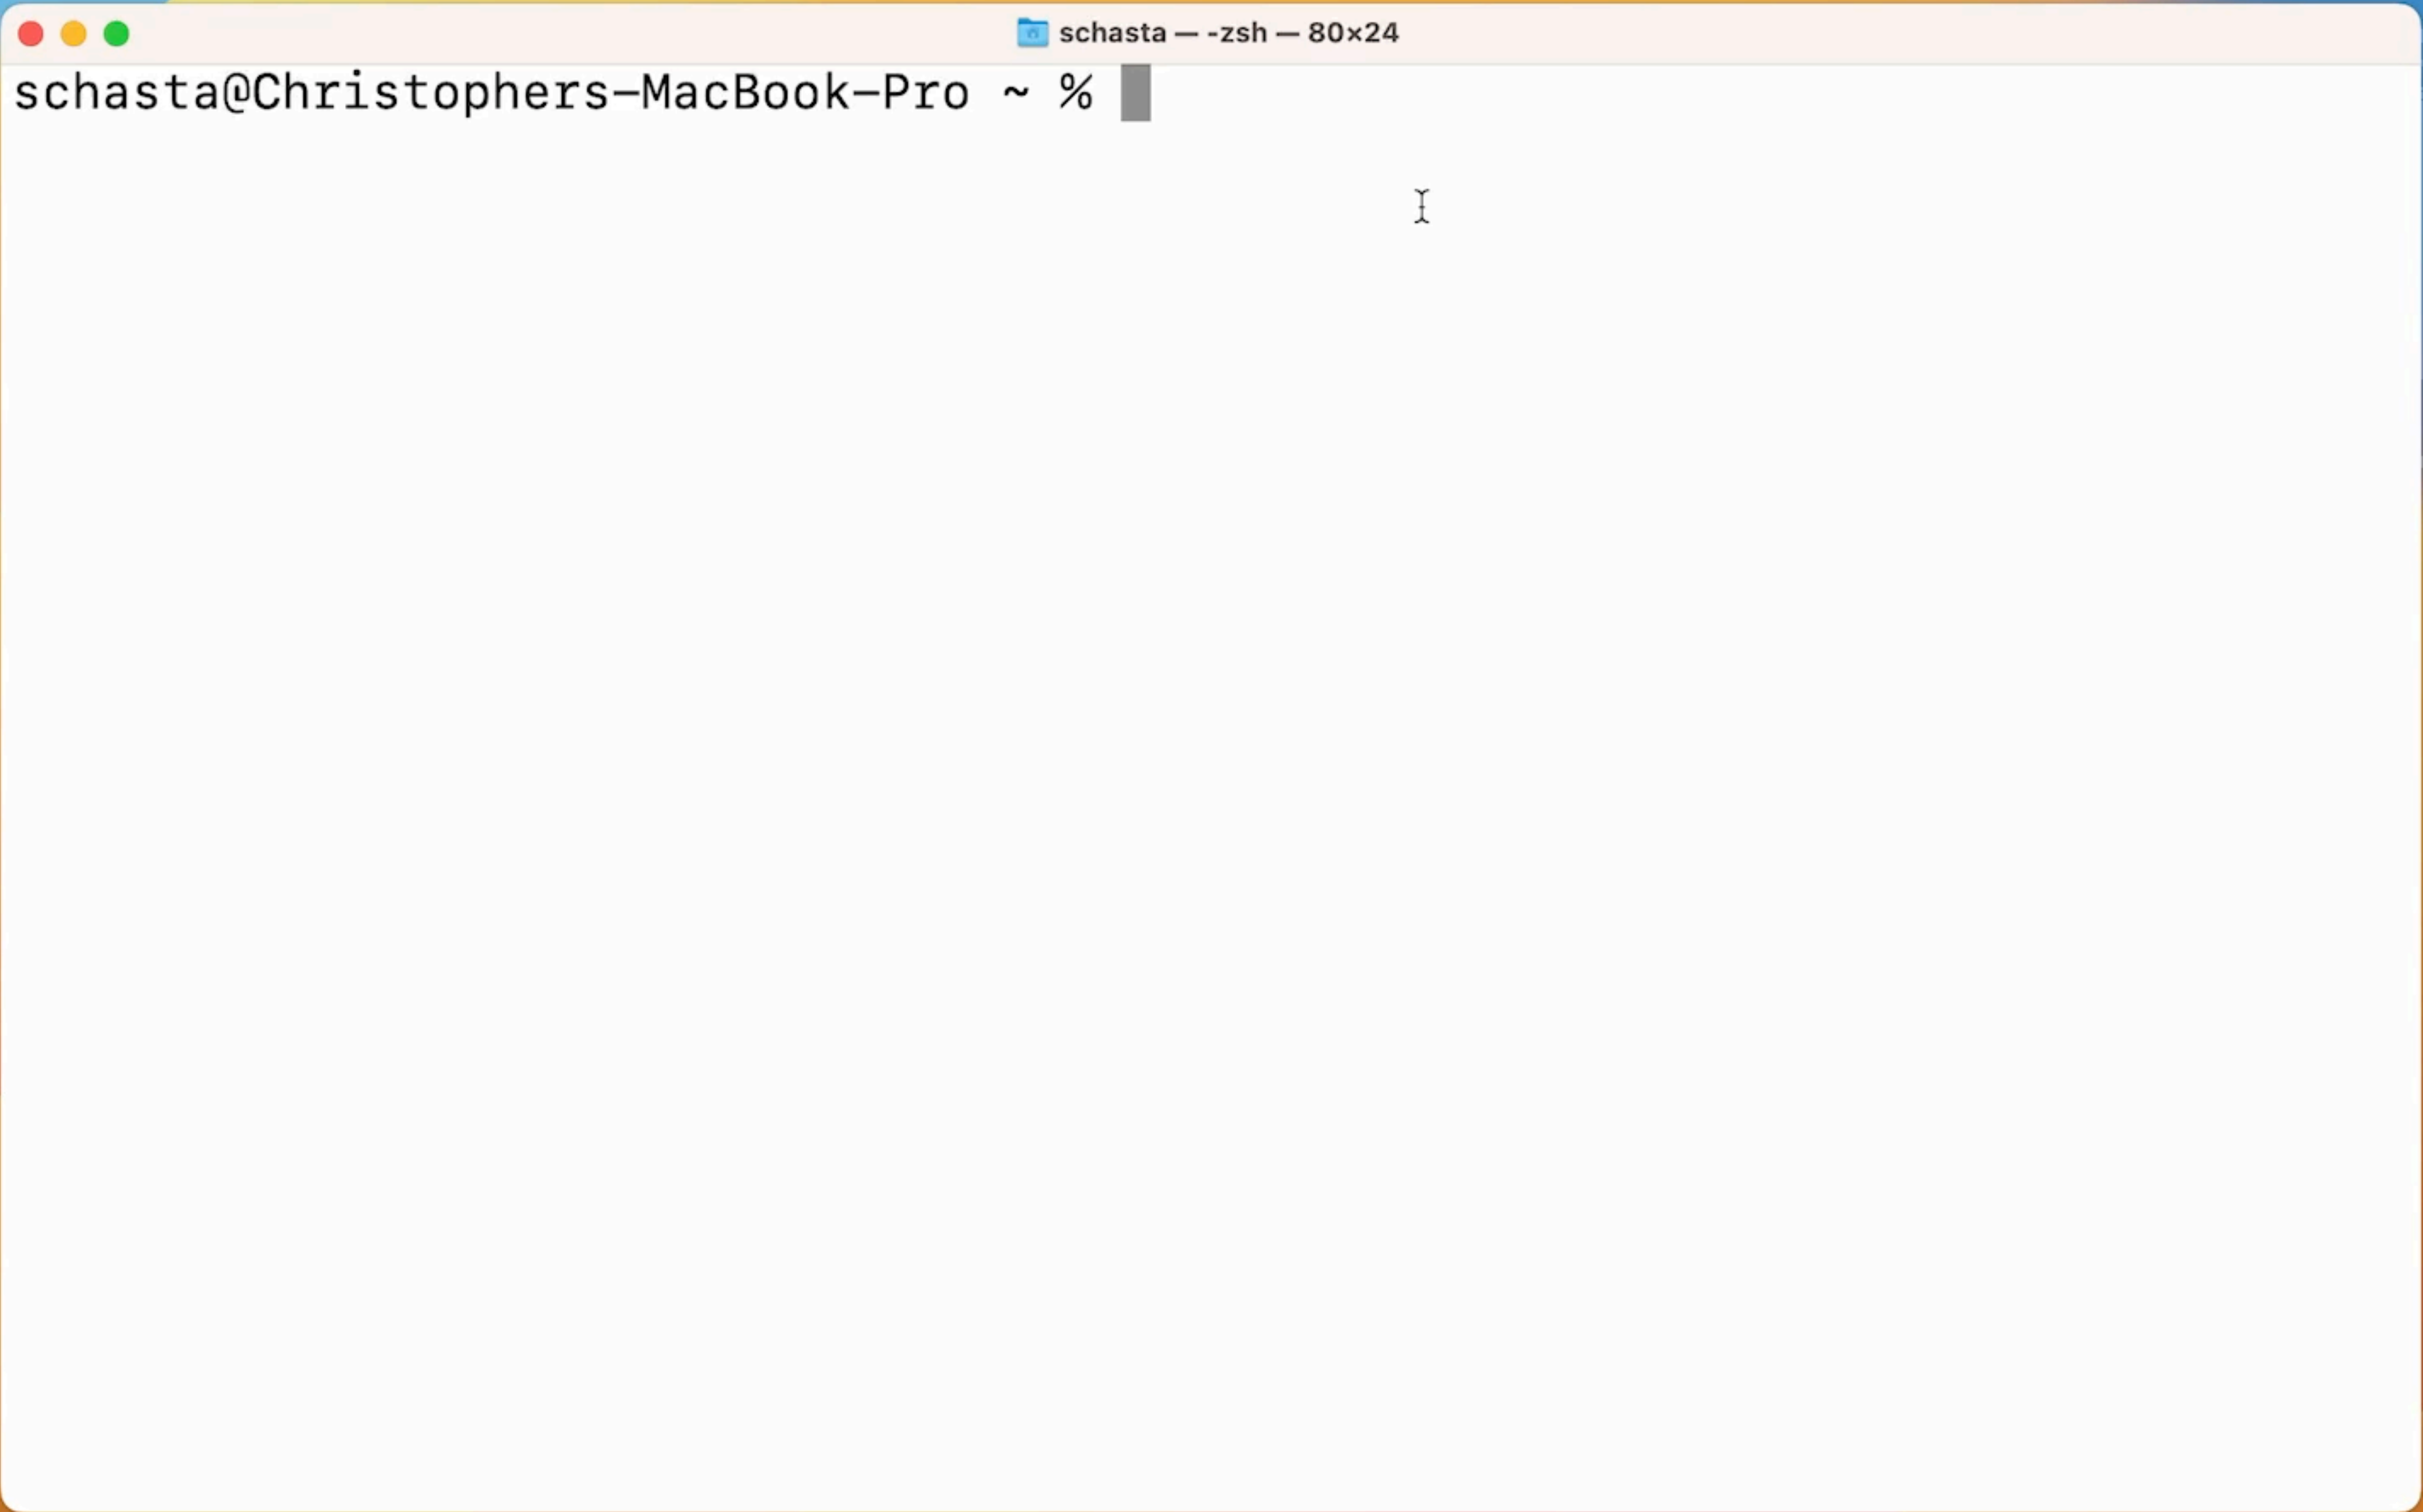 schasta — -zsh — 80×24
schasta@Christophers-MacBook-Pro ~ %